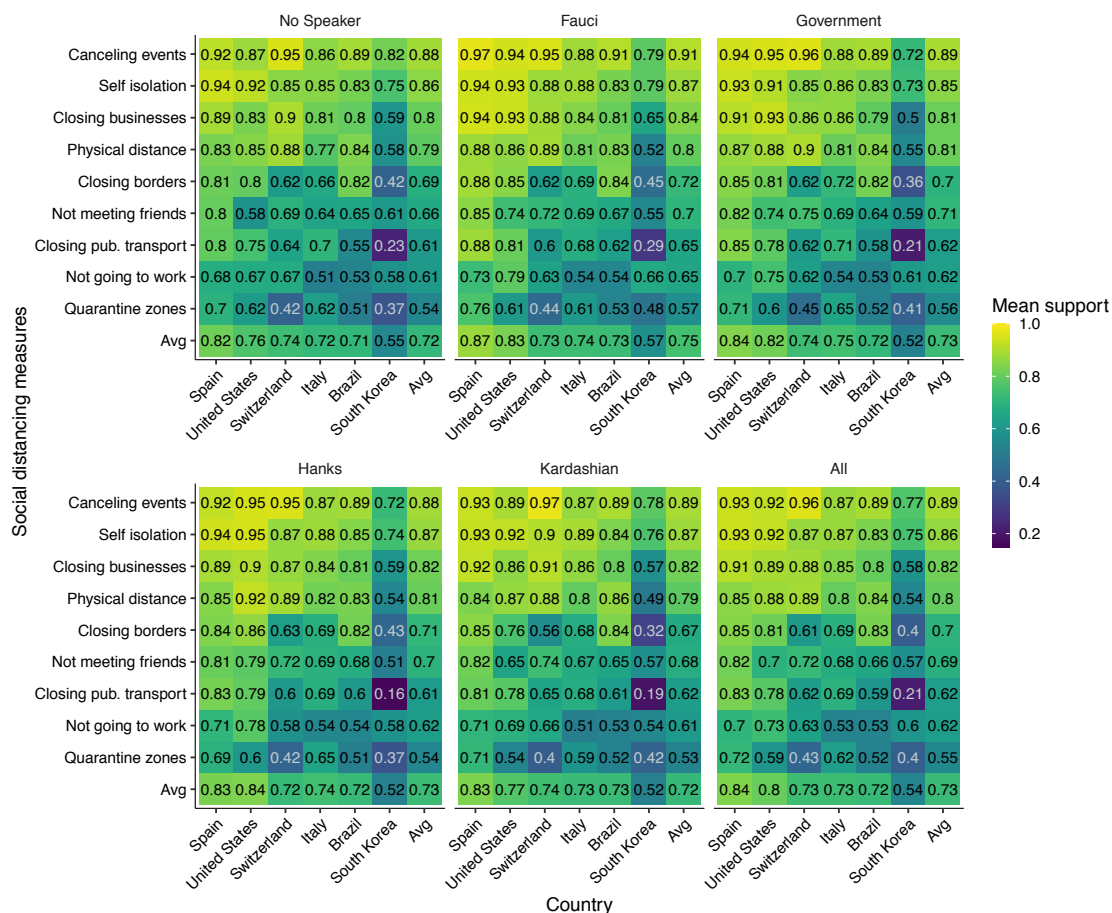 No Speaker Fauci Government
Canceling events 0.92 0.87 0.95 0.86 0.89 0.82 0.88 0.97 0.94 0.95 0.88 0.91 0.79 0.91 0.94 0.95 0.96 0.88 0.89 0.72 0.89
Self isolation 0.94 0.92 0.85 0.85 0.83 0.75 0.86 0.94 0.93 0.88 0.88 0.83 0.79 0.87 0.93 0.91 0.85 0.86 0.83 0.73 0.85
Closing businesses 0.89 0.83 0.9 0.81 0.8 0.59 0.8 0.94 0.93 0.88 0.84 0.81 0.65 0.84 0.91 0.93 0.86 0.86 0.79 0.5 0.81
Physical distance 0.83 0.85 0.88 0.77 0.84 0.58 0.79 0.88 0.86 0.89 0.81 0.83 0.52 0.8 0.87 0.88 0.9 0.81 0.84 0.55 0.81
Closing borders 0.81 0.8 0.62 0.66 0.82 0.42 0.69 0.88 0.85 0.62 0.69 0.84 0.45 0.72 0.85 0.81 0.62 0.72 0.82 0.36 0.7
Not meeting friends 0.8 0.58 0.69 0.64 0.65 0.61 0.66 0.85 0.74 0.72 0.69 0.67 0.55 0.7 0.82 0.74 0.75 0.69 0.64 0.59 0.71
Closing pub. transport 0.8 0.75 0.64 0.7 0.55 0.23 0.61 0.88 0.81 0.6 0.68 0.62 0.29 0.65 0.85 0.78 0.62 0.71 0.58 0.21 0.62
Not going to work 0.68 0.67 0.67 0.51 0.53 0.58 0.61 0.73 0.79 0.63 0.54 0.54 0.66 0.65 0.7 0.75 0.62 0.54 0.53 0.61 0.62
Quarantine zones 0.7 0.62 0.42 0.62 0.51 0.37 0.54 0.76 0.61 0.44 0.61 0.53 0.48 0.57 0.71 0.6 0.45 0.65 0.52 0.41 0.56
Avg 0.82 0.76 0.74 0.72 0.71 0.55 0.72 0.87 0.83 0.73 0.74 0.74 0.57 0.75 0.84 0.82 0.74 0.75 0.72 0.52 0.73
Spain United States Switzerland Italy Brazil South Korea Avg Spain United States Switzerland Italy Brazil South Korea Avg Spain United States Switzerland Italy Brazil South Korea Avg
Hanks Kardashian All
Canceling events 0.92 0.95 0.95 0.87 0.89 0.72 0.88 0.93 0.89 0.97 0.87 0.89 0.78 0.89 0.93 0.92 0.96 0.87 0.89 0.77 0.89
Self isolation 0.94 0.95 0.87 0.88 0.85 0.74 0.87 0.93 0.92 0.9 0.89 0.84 0.76 0.87 0.93 0.92 0.87 0.87 0.83 0.75 0.86
Closing businesses 0.89 0.9 0.87 0.84 0.81 0.59 0.82 0.92 0.86 0.91 0.86 0.8 0.57 0.82 0.91 0.89 0.88 0.85 0.8 0.58 0.82
Physical distance 0.85 0.92 0.89 0.82 0.83 0.54 0.81 0.84 0.87 0.88 0.8 0.86 0.49 0.79 0.85 0.88 0.89 0.8 0.84 0.54 0.8
Closing borders 0.84 0.86 0.63 0.69 0.82 0.43 0.71 0.85 0.76 0.56 0.68 0.84 0.32 0.67 0.85 0.81 0.61 0.69 0.83 0.4 0.7
Not meeting friends 0.81 0.79 0.72 0.69 0.68 0.51 0.7 0.82 0.65 0.74 0.67 0.65 0.57 0.68 0.82 0.7 0.72 0.68 0.66 0.57 0.69
Closing pub. transport 0.83 0.79 0.6 0.69 0.6 0.16 0.61 0.81 0.78 0.65 0.68 0.61 0.19 0.62 0.83 0.78 0.62 0.69 0.59 0.21 0.62
Not going to work 0.71 0.78 0.58 0.54 0.54 0.58 0.62 0.71 0.69 0.66 0.51 0.53 0.54 0.61 0.7 0.73 0.63 0.53 0.53 0.6 0.62
Quarantine zones 0.69 0.6 0.42 0.65 0.51 0.37 0.54 0.71 0.54 0.4 0.59 0.52 0.42 0.53 0.72 0.59 0.43 0.62 0.52 0.4 0.55
Avg 0.83 0.84 0.72 0.74 0.72 0.52 0.73 0.83 0.77 0.74 0.73 0.73 0.52 0.72 0.84 0.8 0.73 0.73 0.72 0.54 0.73
Spain United States Switzerland Italy Brazil South Korea Avg Spain United States Switzerland Italy Brazil South Korea Avg Spain United States Switzerland Italy Brazil South Korea Avg
Country
Social distancing measures
Mean support
1.0
0.8
0.6
0.4
0.2